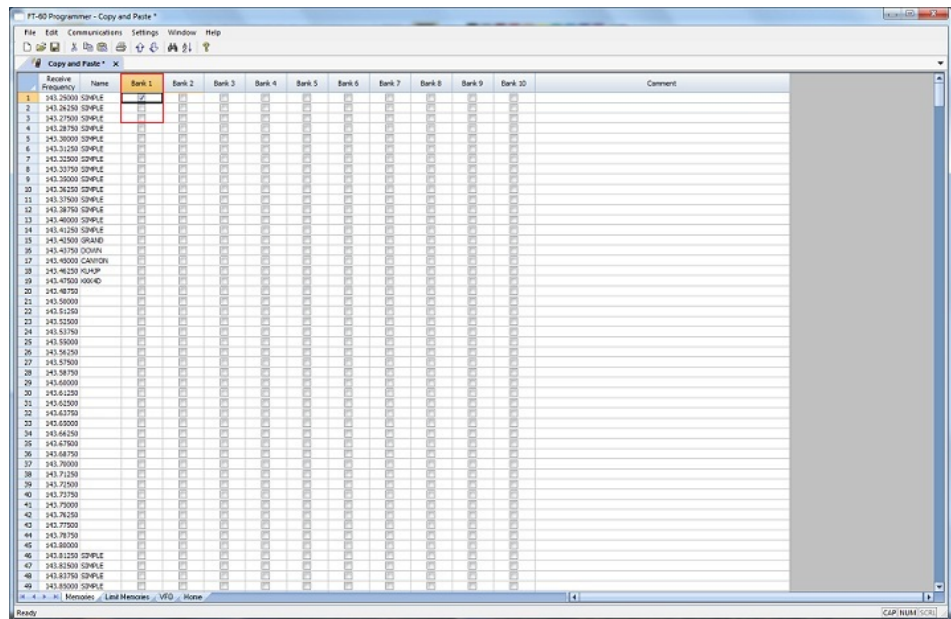 FT-60 Programmer - Copy and Paste *
File Edit Communications Settings Window Help
Copy and Paste * x
Receive Frequency Name Bank 1 Bank 2 Bank 3 Bank 4 Bank 5 Bank 6 Bank 7 Bank 8 Bank 9 Bank 10 Comment
1 143.25000 SIMPLE
2 143.26250 SIMPLE
3 143.27500 SIMPLE
4 143.28750 SIMPLE
5 143.30000 SIMPLE
6 143.31250 SIMPLE
7 143.32500 SIMPLE
8 143.33750 SIMPLE
9 143.35000 SIMPLE
10 143.36250 SIMPLE
11 143.37500 SIMPLE
12 143.38750 SIMPLE
13 143.40000 SIMPLE
14 143.41250 SIMPLE
15 143.42500 GRAND
16 143.43750 DOWN
17 143.45000 CANYON
18 143.46250
19 143.47500
20 143.48750
21 143.50000
22 143.51250
23 143.52500
24 143.53750
25 143.55000
26 143.56250
27 143.57500
28 143.58750
29 143.60000
30 143.61250
31 143.62500
32 143.63750
33 143.65000
34 143.66250
35 143.67500
36 143.68750
37 143.70000
38 143.71250
39 143.72500
40 143.73750
41 143.75000
42 143.76250
43 143.77500
44 143.78750
45 143.80000
46 143.81250 SIMPLE
47 143.82500 SIMPLE
48 143.83750 SIMPLE
49 143.85000 SIMPLE
Memories Limit Memories VFO Home
Ready CAP NUM SCRL